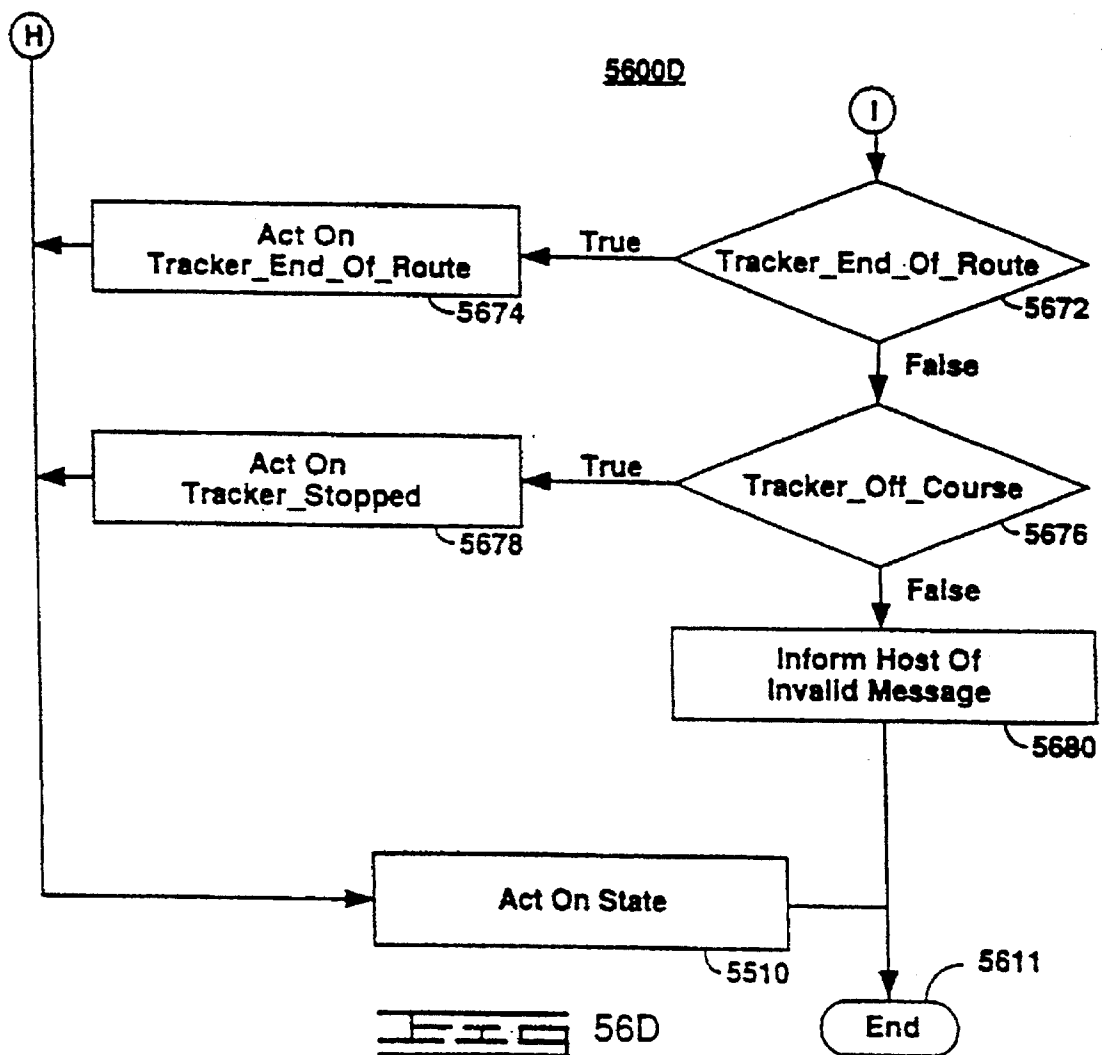 H
5600D
I
Act On
Tracker_End_Of_Route
5674
True
Tracker_End_Of_Route
5672
False
Act On
Tracker_Stopped
5678
True
Tracker_Off_Course
5676
False
Inform Host Of
Invalid Message
5680
Act On State
5510
5611
End
56D